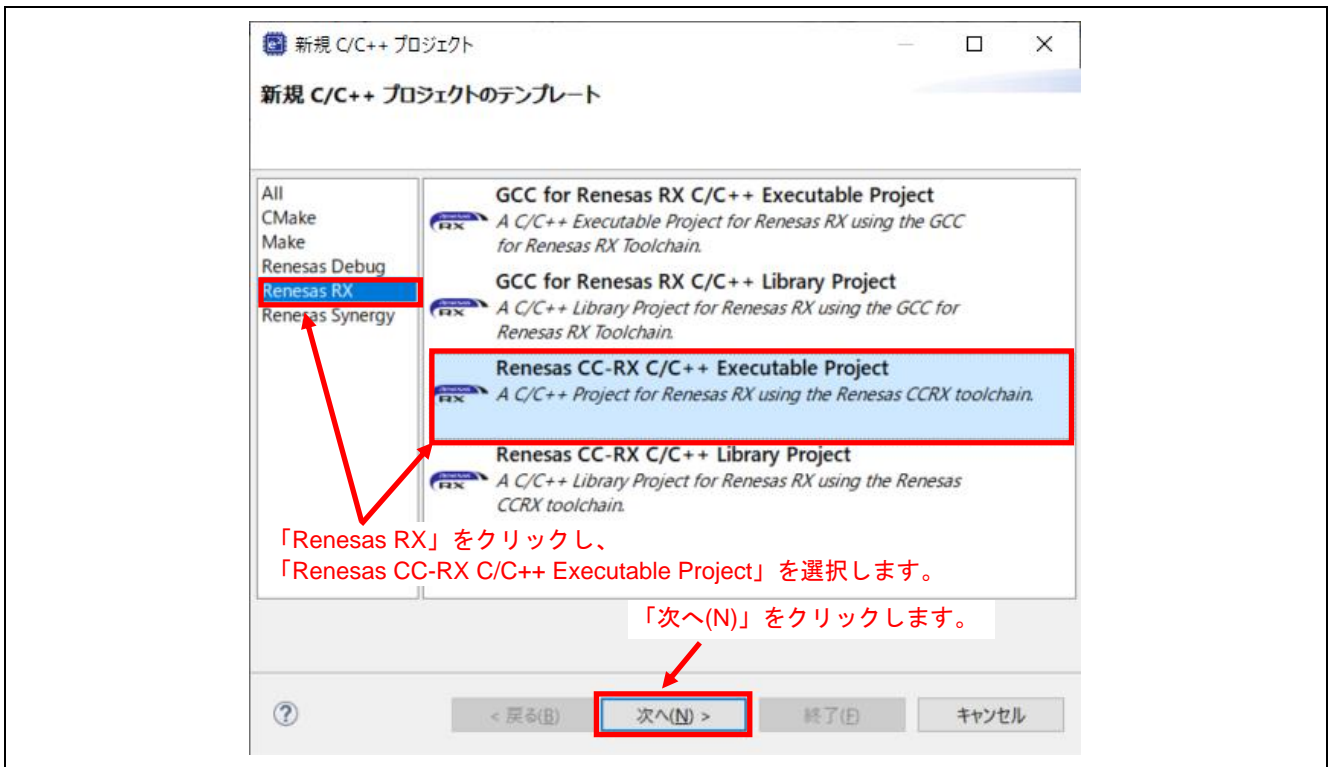 新規 C/C++ プロジェクト
新規 C/C++ プロジェクトのテンプレート
All
CMake
Make
Renesas Debug
Renesas RX
Renesas Synergy
GCC for Renesas RX C/C++ Executable Project
A C/C++ Executable Project for Renesas RX using the GCC
for Renesas RX Toolchain.
GCC for Renesas RX C/C++ Library Project
A C/C++ Library Project for Renesas RX using the GCC for
Renesas RX Toolchain.
Renesas CC-RX C/C++ Executable Project
A C/C++ Project for Renesas RX using the Renesas CCRX toolchain.
Renesas CC-RX C/C++ Library Project
A C/C++ Library Project for Renesas RX using the Renesas
CCRX toolchain.
RX
RX
RX
RX
「Renesas RX」をクリックし、
「Renesas CC-RX C/C++ Executable Project」を選択します。
「次へ(N)」をクリックします。
< 戻る(B)
次へ(N) >
終了(F)
キャンセル